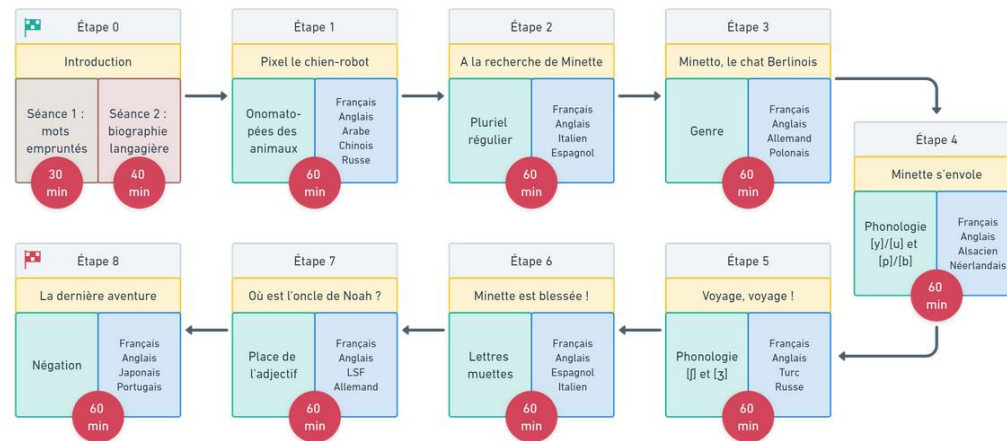 Étape 0
Introduction
Séance 1 :
mots
empruntés
30
min
Séance 2 :
biographie
langagière
40
min
Étape 1
Pixel le chien-robot
Onomato-
pées des
animaux
Français
Anglais
Arabe
Chinois
Russe
60
min
Étape 2
A la recherche de Minette
Pluriel
régulier
Français
Anglais
Italien
Espagnol
60
min
Étape 3
Minetto, le chat Berlinois
Genre
Français
Anglais
Allemand
Polonais
60
min
Étape 4
Minette s’envole
Phonologie
[y]/[u] et
[p]/[b]
Français
Anglais
Alsacien
Néerlandais
60
min
Étape 5
Voyage, voyage !
Phonologie
[ʃ] et [ʒ]
Français
Anglais
Turc
Russe
60
min
Étape 6
Minette est blessée !
Lettres
muettes
Français
Anglais
Espagnol
Italien
60
min
Étape 7
Où est l’oncle de Noah ?
Place de
l’adjectif
Français
Anglais
LSF
Allemand
60
min
Étape 8
La dernière aventure
Négation
Français
Anglais
Japonais
Portugais
60
min